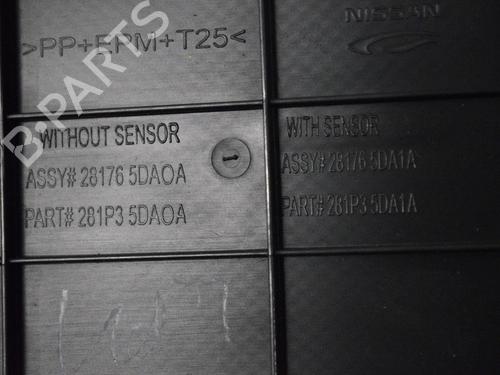 NISSAN
>PP+EPM+T25<
B-PARTS
WITHOUT SENSOR
ASSY# 28176 5DA0A
PART# 281P3 5DA0A
WITH SENSOR
ASSY# 28176 5DA1A
PART# 281P3 5DA1A